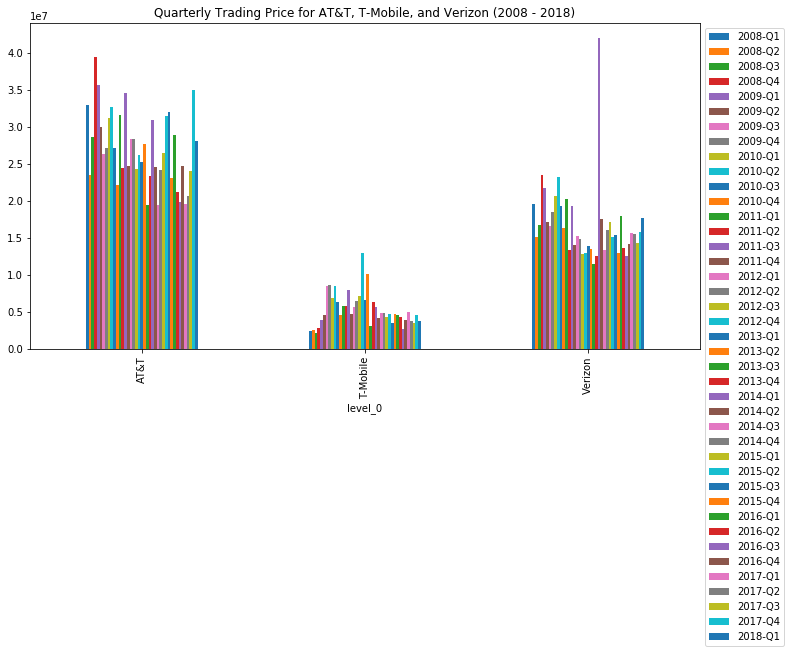 Quarterly Trading Price for AT&T, T-Mobile, and Verizon (2008 - 2018)
1e7
4.0
3.5
3.0
2.5
2.0
1.5
1.0
0.5
0.0
AT&T
T-Mobile
Verizon
level_0
2008-Q1
2008-Q2
2008-Q3
2008-Q4
2009-Q1
2009-Q2
2009-Q3
2009-Q4
2010-Q1
2010-Q2
2010-Q3
2010-Q4
2011-Q1
2011-Q2
2011-Q3
2011-Q4
2012-Q1
2012-Q2
2012-Q3
2012-Q4
2013-Q1
2013-Q2
2013-Q3
2013-Q4
2014-Q1
2014-Q2
2014-Q3
2014-Q4
2015-Q1
2015-Q2
2015-Q3
2015-Q4
2016-Q1
2016-Q2
2016-Q3
2016-Q4
2017-Q1
2017-Q2
2017-Q3
2017-Q4
2018-Q1